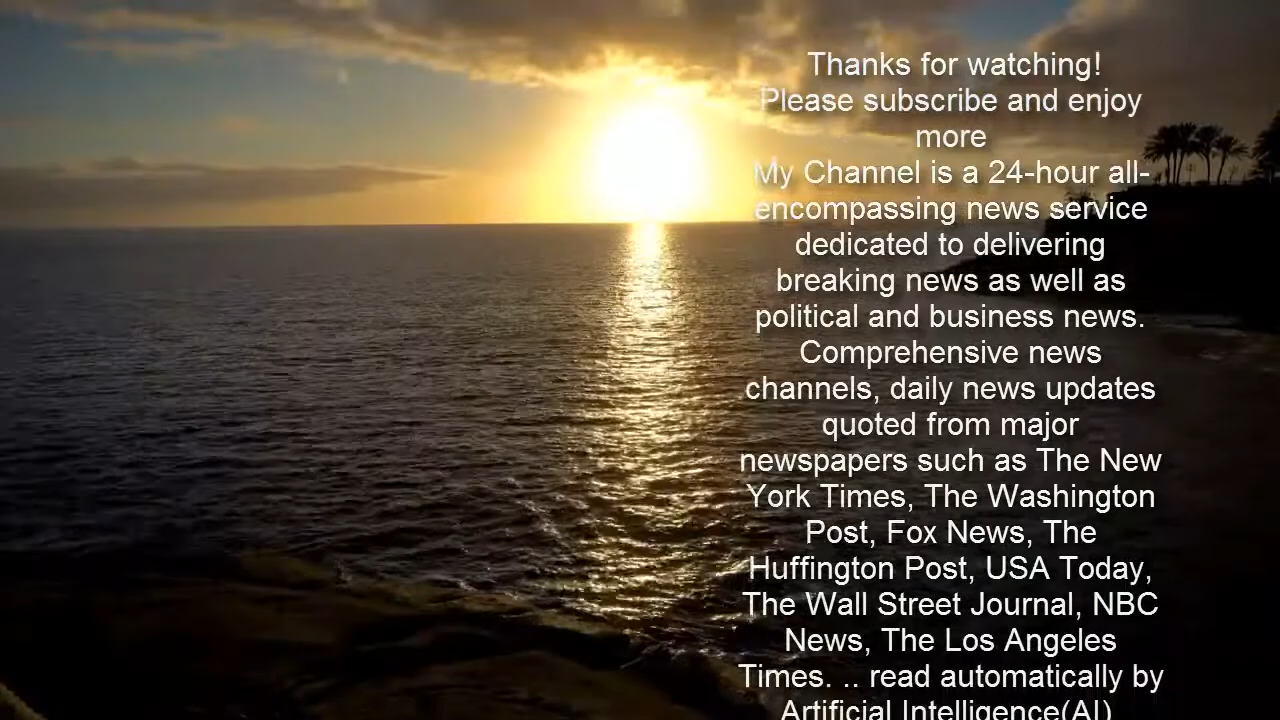 Thanks for watching!
Please subscribe and enjoy
more
My Channel is a 24-hour all-
encompassing news service
dedicated to delivering
breaking news as well as
political and business news.
Comprehensive news
channels, daily news updates
quoted from major
newspapers such as The New
York Times, The Washington
Post, Fox News, The
Huffington Post, USA Today,
The Wall Street Journal, NBC
News, The Los Angeles
Times. .. read automatically by
Artificial Intelligence(AI)